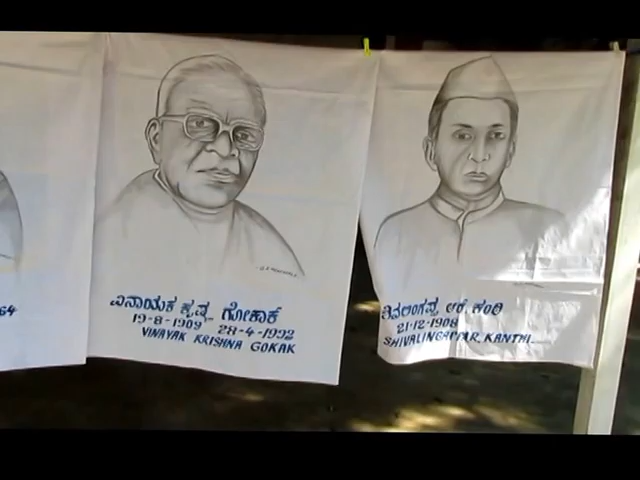 64
ವಿನಾಯಕ ಕೃಷ್ಣ ಗೋಕಾಕ
19-8-1909 28-4-1992
VINAYAK KRISHNA GOKAK
ಶಿವಲಿಂಗಪ್ಪ ಆರ್ ಕಂಠಿ
21-12-1908
SHIVALINGAPPA R. KANTHI